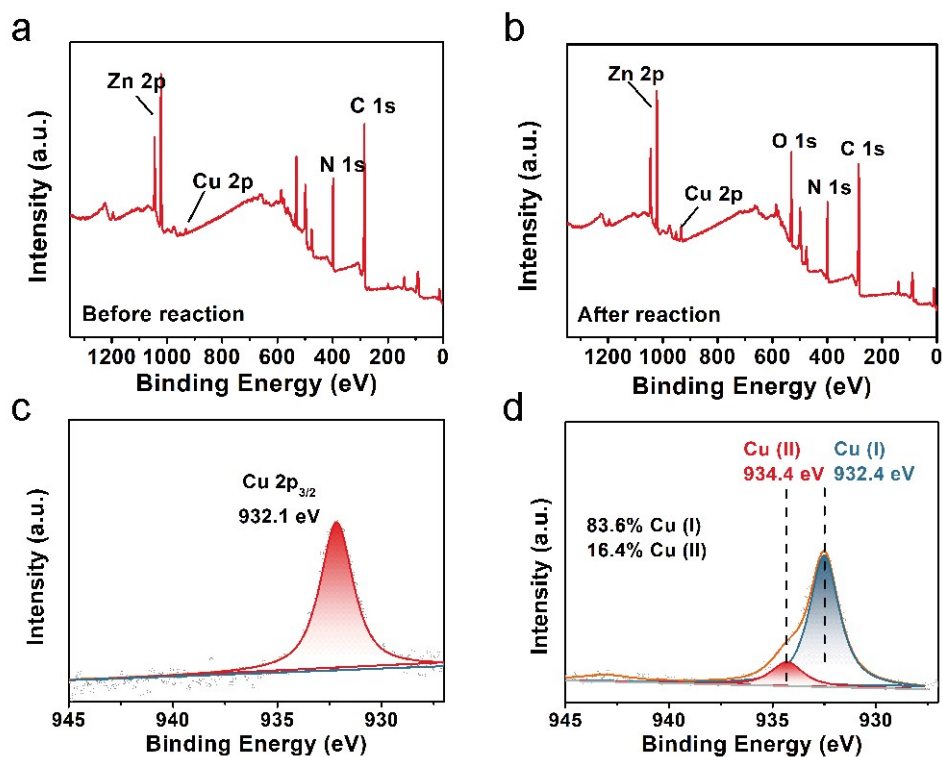 a
Zn 2p
C 1s
N 1s
Cu 2p
Before reaction
1200 1000 800 600 400 200 0
Binding Energy (eV)
Intensity (a.u.)
b
Zn 2p
O 1s
C 1s
N 1s
Cu 2p
After reaction
1200 1000 800 600 400 200 0
Binding Energy (eV)
Intensity (a.u.)
c
Cu 2p3/2
932.1 eV
945 940 935 930
Binding Energy (eV)
Intensity (a.u.)
d
Cu (II) Cu (I)
934.4 eV 932.4 eV
83.6% Cu (I)
16.4% Cu (II)
945 940 935 930
Binding Energy (eV)
Intensity (a.u.)